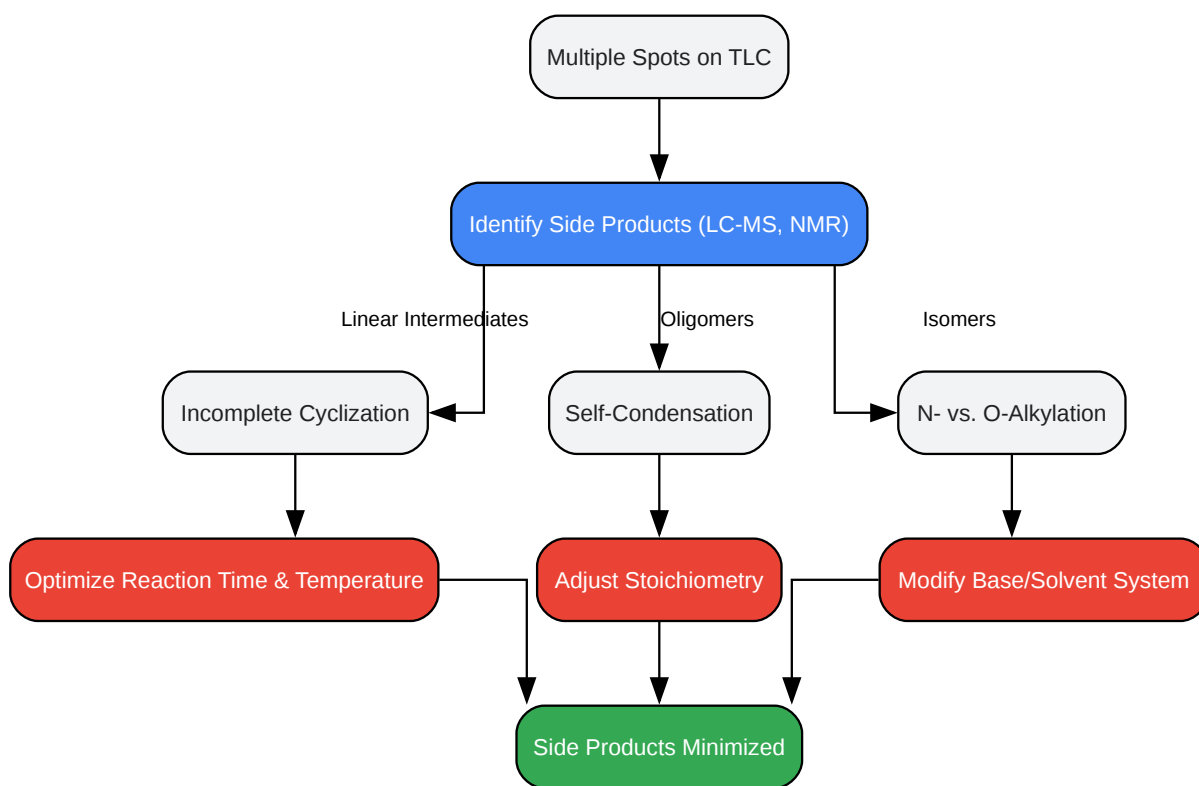 Multiple Spots on TLC
Identify Side Products (LC-MS, NMR)
Linear Intermediates
Oligomers
Isomers
Incomplete Cyclization
Self-Condensation
N- vs. O-Alkylation
Optimize Reaction Time & Temperature
Adjust Stoichiometry
Modify Base/Solvent System
Side Products Minimized